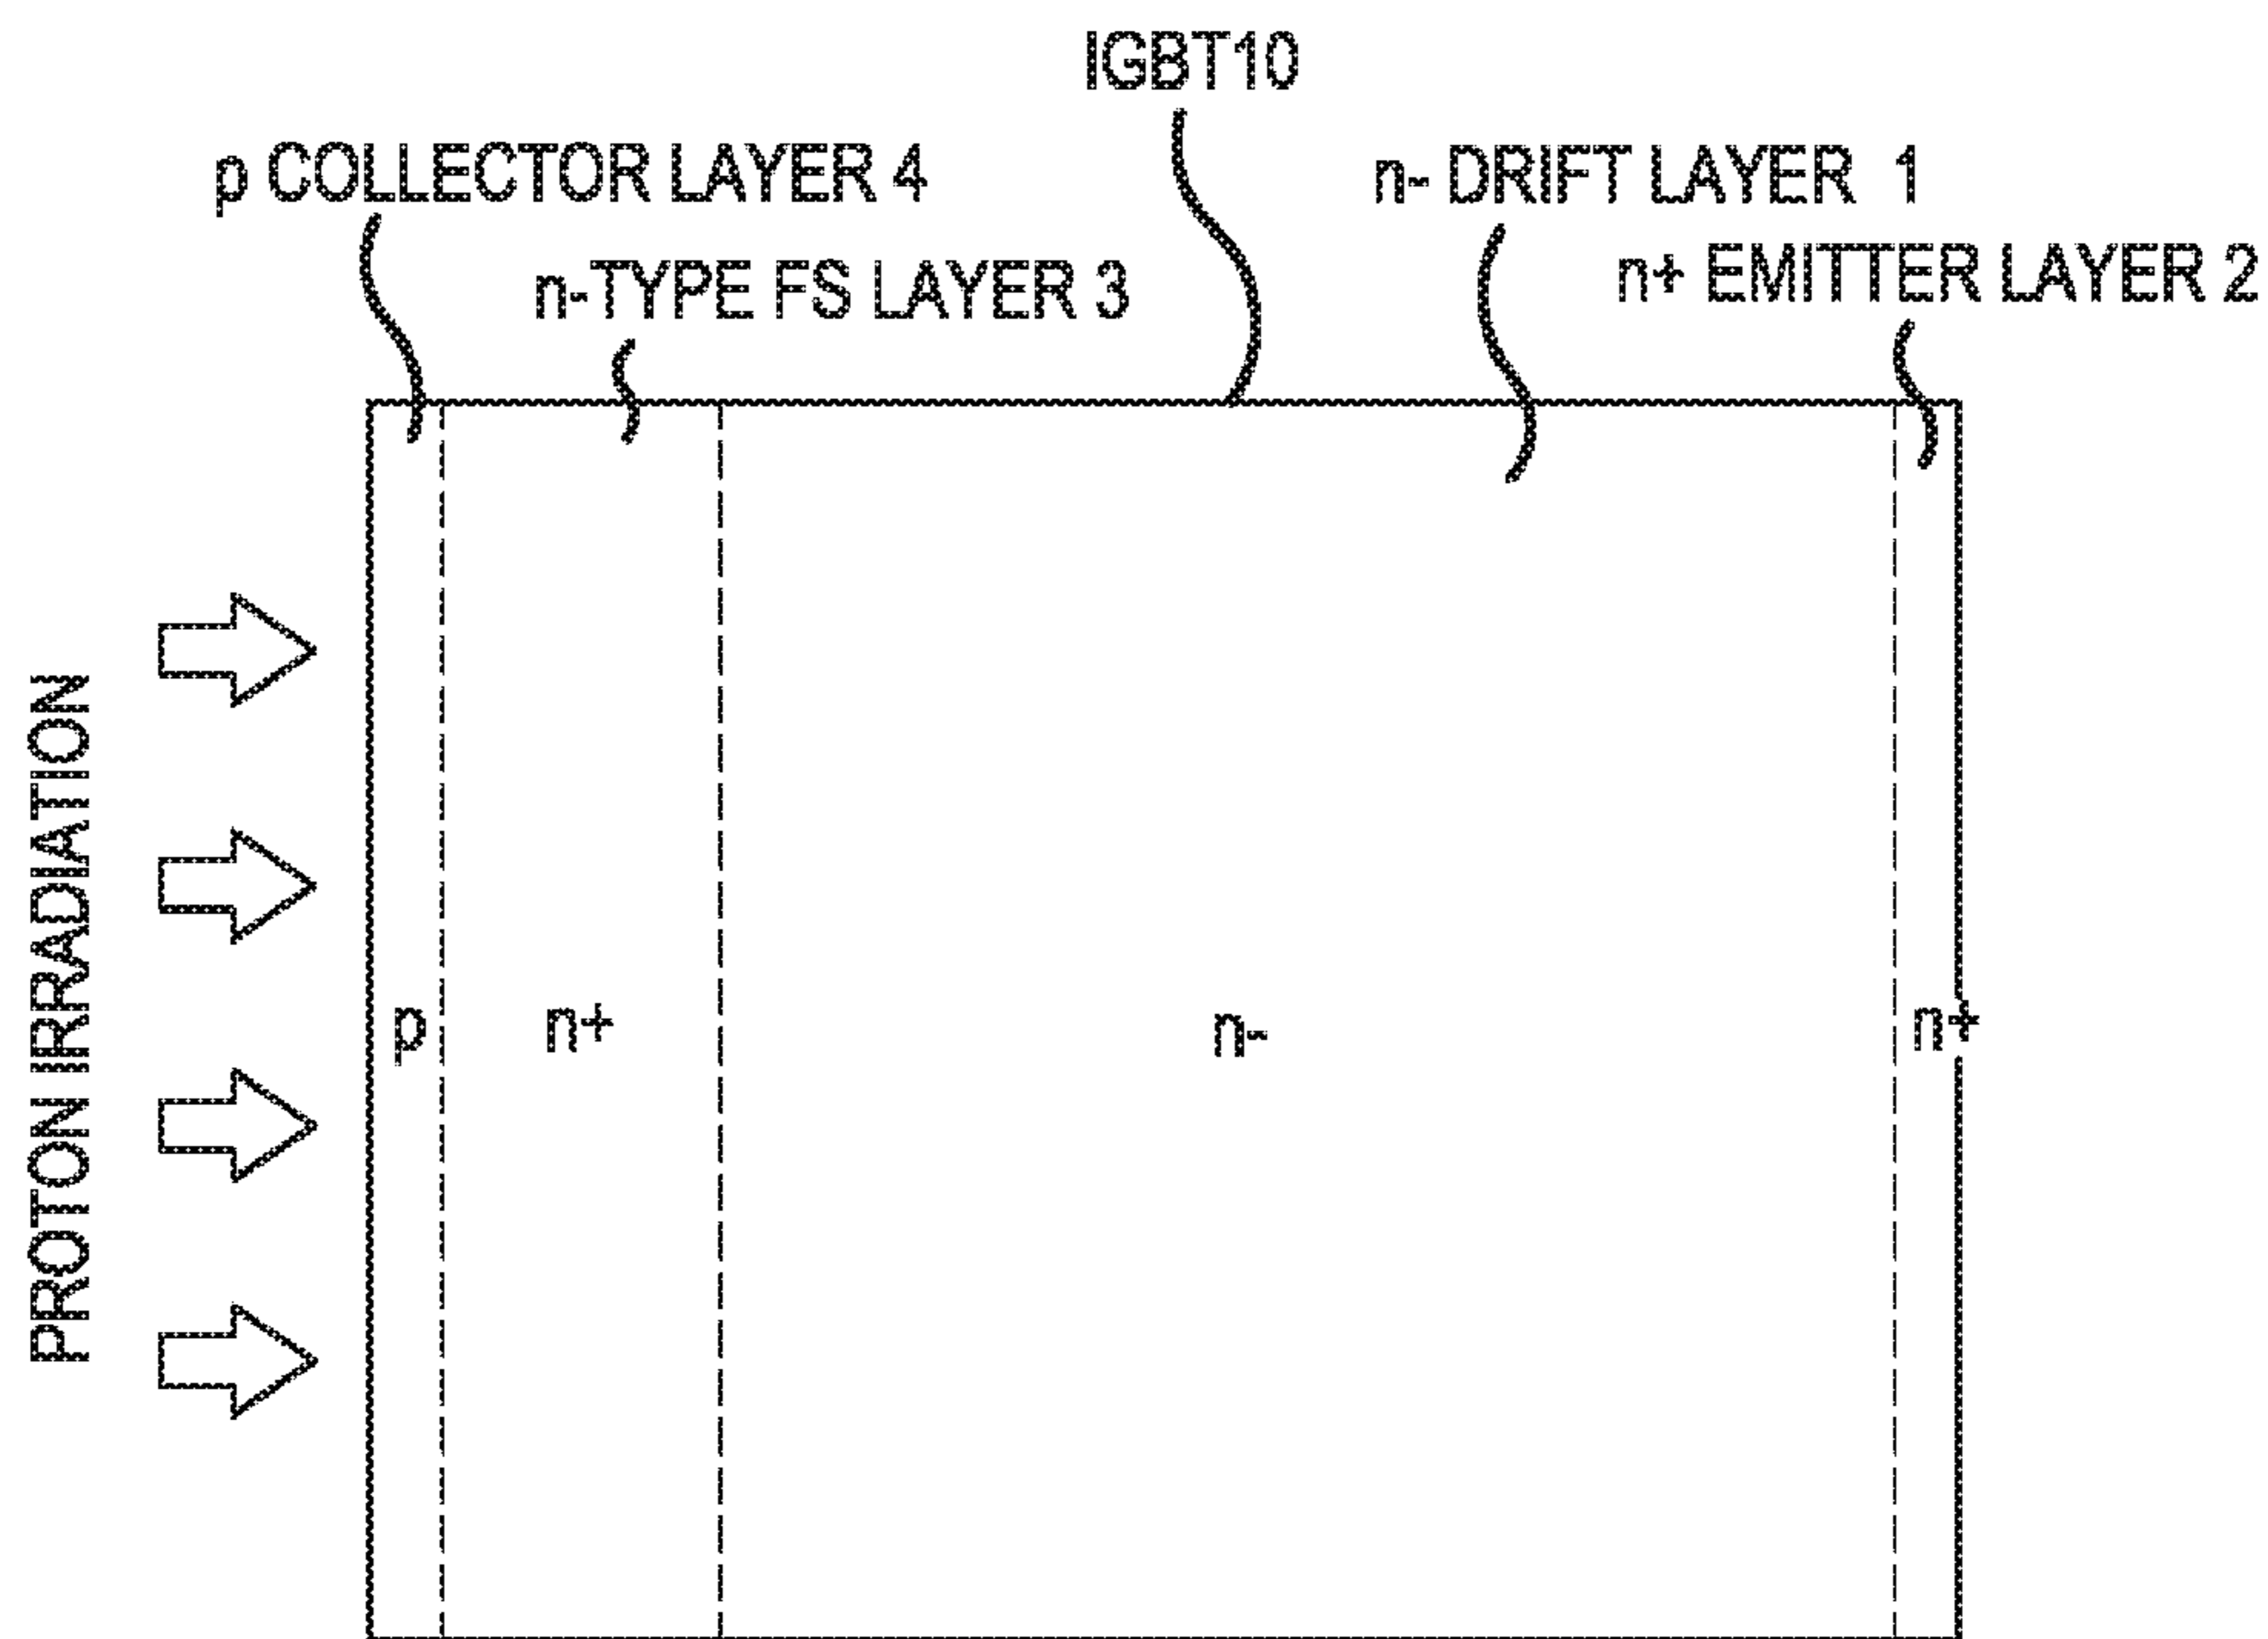 IGBT10
p COLLECTOR LAYER 4
n- DRIFT LAYER 1
n-TYPE FS LAYER 3
n+ EMITTER LAYER 2
PROTON IRRADIATION
p
n+
n-
n+